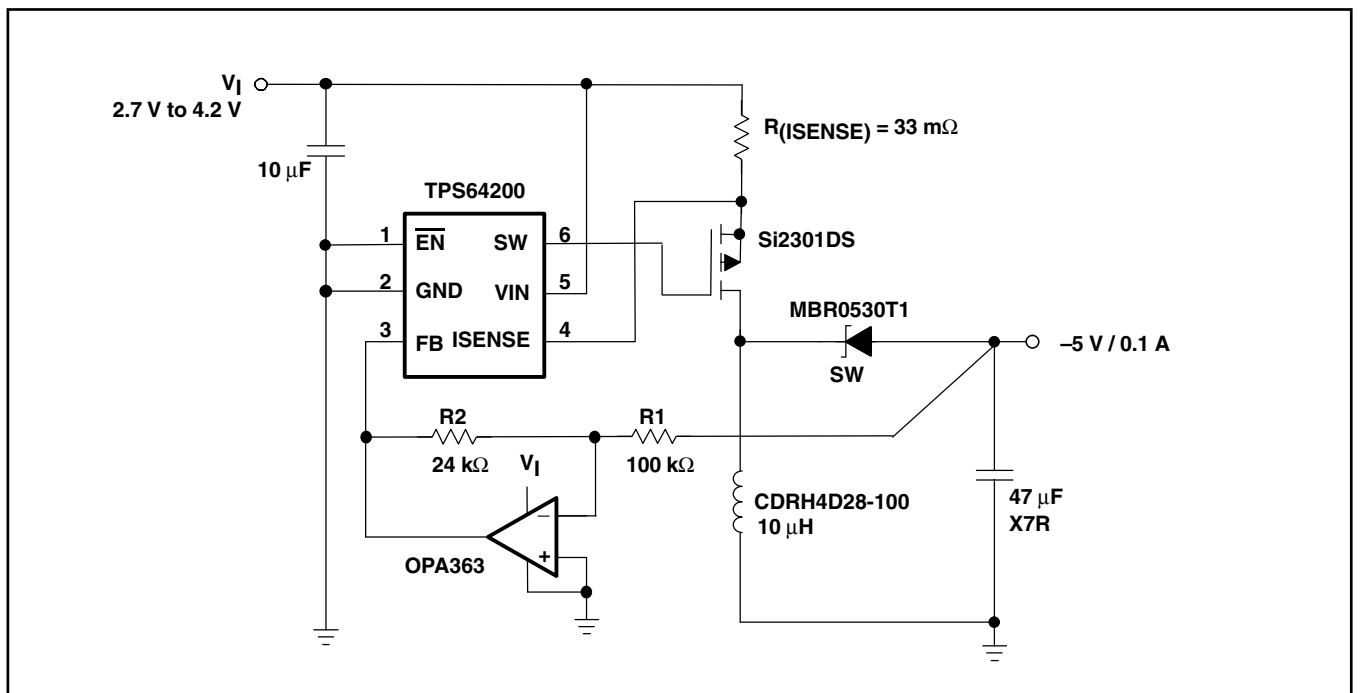 VI
2.7 V to 4.2 V
R(ISENSE) = 33 mΩ
10 μF
TPS64200
1 EN SW 6
Si2301DS
2 GND VIN 5
MBR0530T1
3 FB ISENSE 4
–5 V / 0.1 A
SW
R2
R1
24 kΩ
VI
100 kΩ
CDRH4D28-100
10 μH
47 μF
X7R
–
+
OPA363